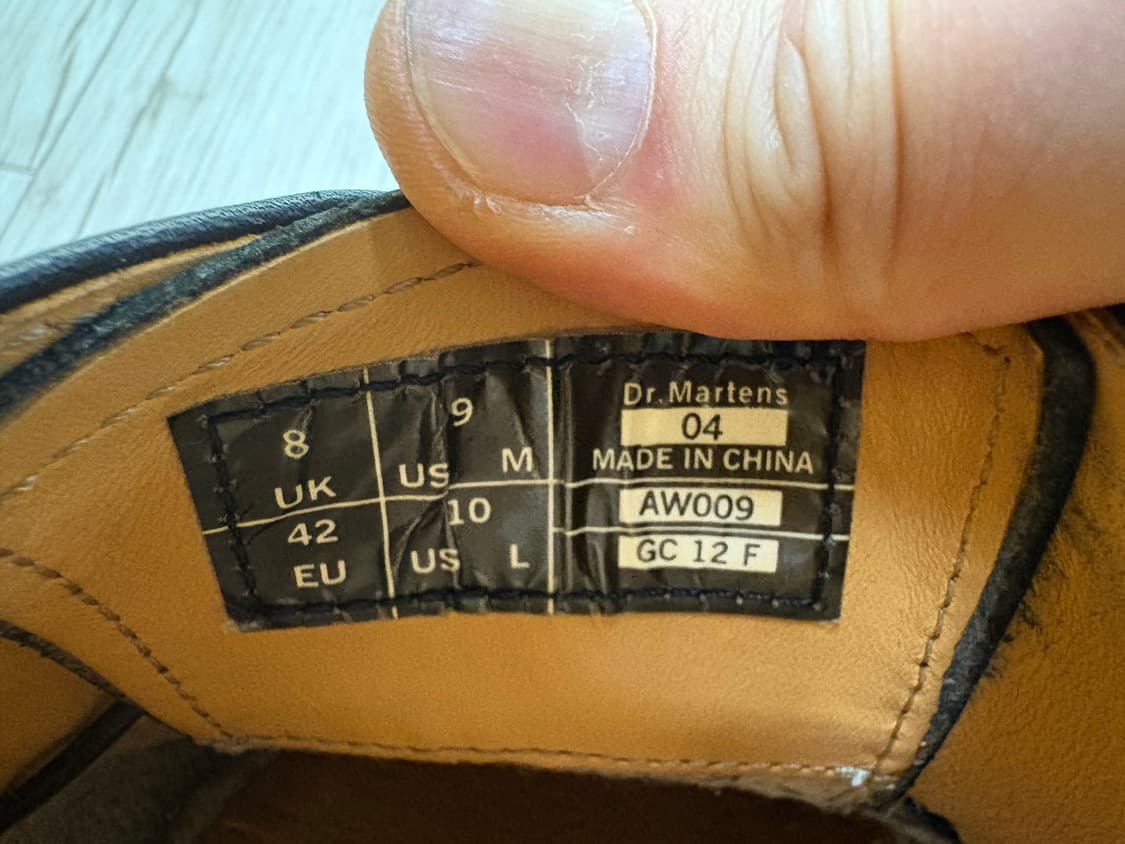 8
UK
42
EU
9
US M
10
US L
Dr.Martens
04
MADE IN CHINA
AW009
GC 12 F